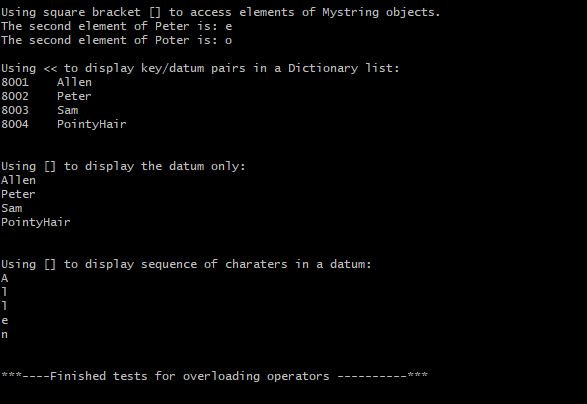 Using square bracket [] to access elements of Mystring objects.
The second element of Peter is: e
The second element of Poter is: o
Using << to display key/datum pairs in a Dictionary list:
8001    Allen
8002    Peter
8003    Sam
8004    PointyHair
Using [] to display the datum only:
Allen
Peter
Sam
PointyHair
Using [] to display sequence of charaters in a datum:
A
l
l
e
n
***----Finished tests for overloading operators ----------***